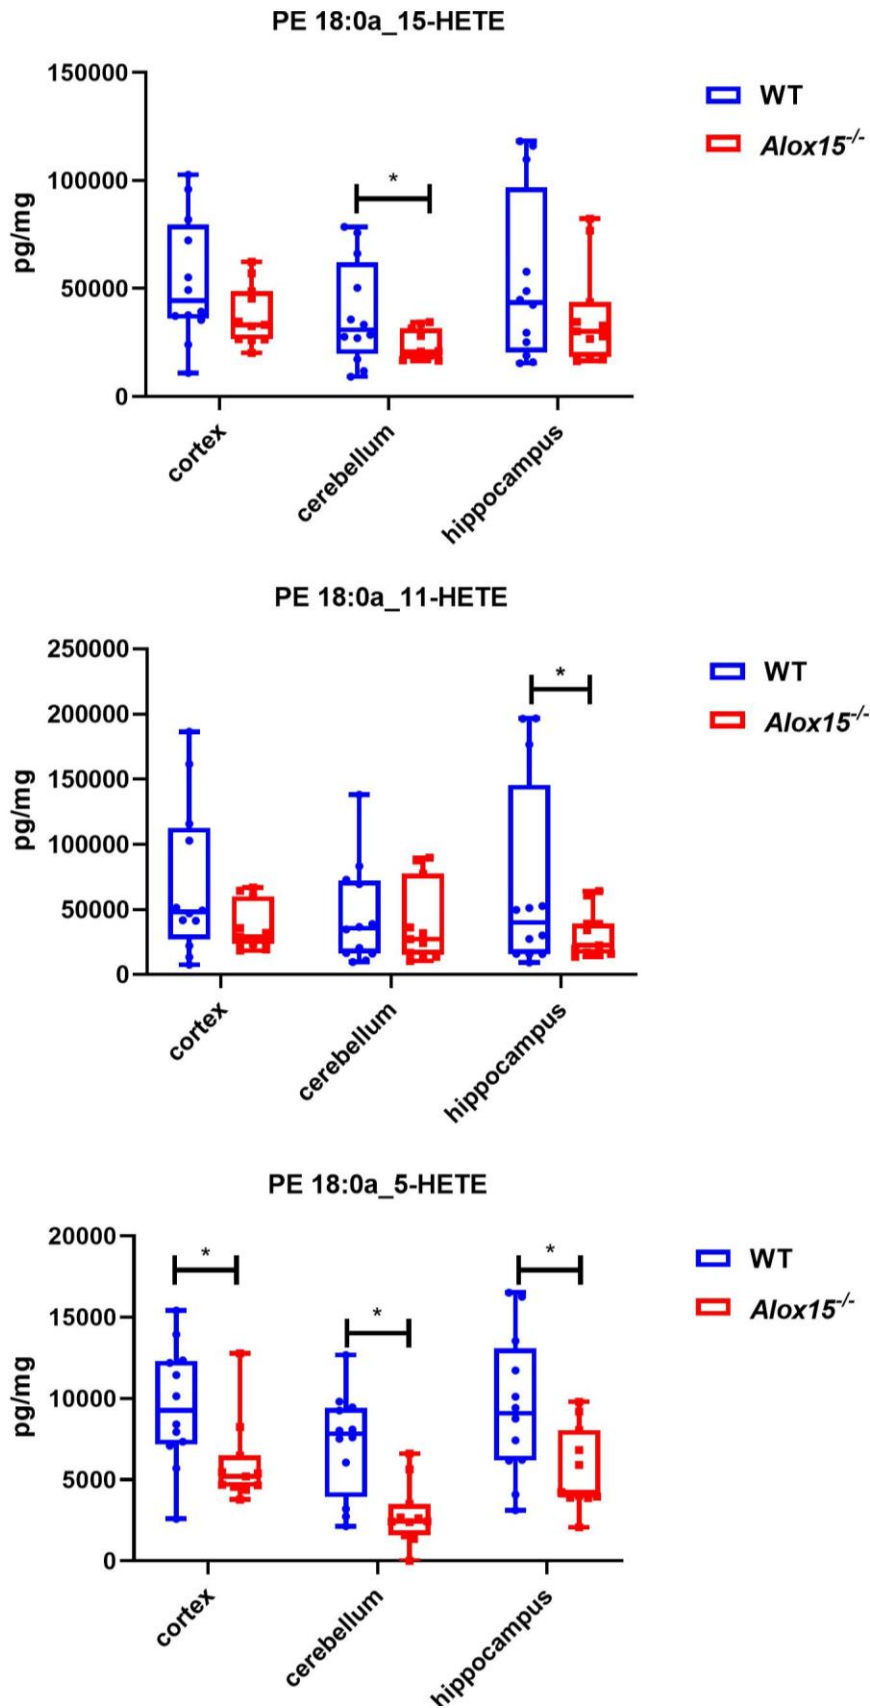 PE 18:0a_15-HETE
150000
100000
50000
0
pg/mg
*
WT
Alox15-/-
cortex
cerebellum
hippocampus
PE 18:0a_11-HETE
250000
200000
150000
100000
50000
0
pg/mg
*
WT
Alox15-/-
cortex
cerebellum
hippocampus
PE 18:0a_5-HETE
20000
15000
10000
5000
0
pg/mg
*
*
*
WT
Alox15-/-
cortex
cerebellum
hippocampus